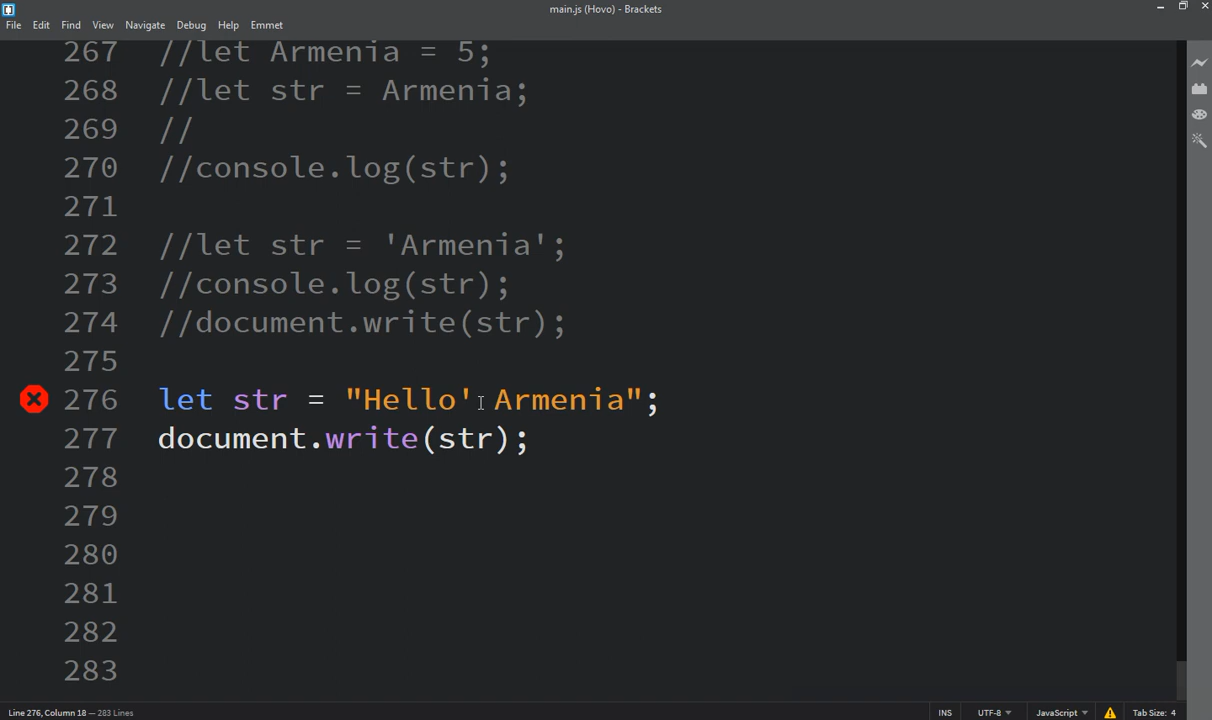 main.js (Hovo) - Brackets
File Edit Find View Navigate Debug Help Emmet
267 //let Armenia = 5;
268 //let str = Armenia;
269 //
270 //console.log(str);
271
272 //let str = 'Armenia';
273 //console.log(str);
274 //document.write(str);
275
276 let str = "Hello' Armenia";
277 document.write(str);
278
279
280
281
282
283
Line 276, Column 18 — 283 Lines INS UTF-8 JavaScript Tab Size: 4